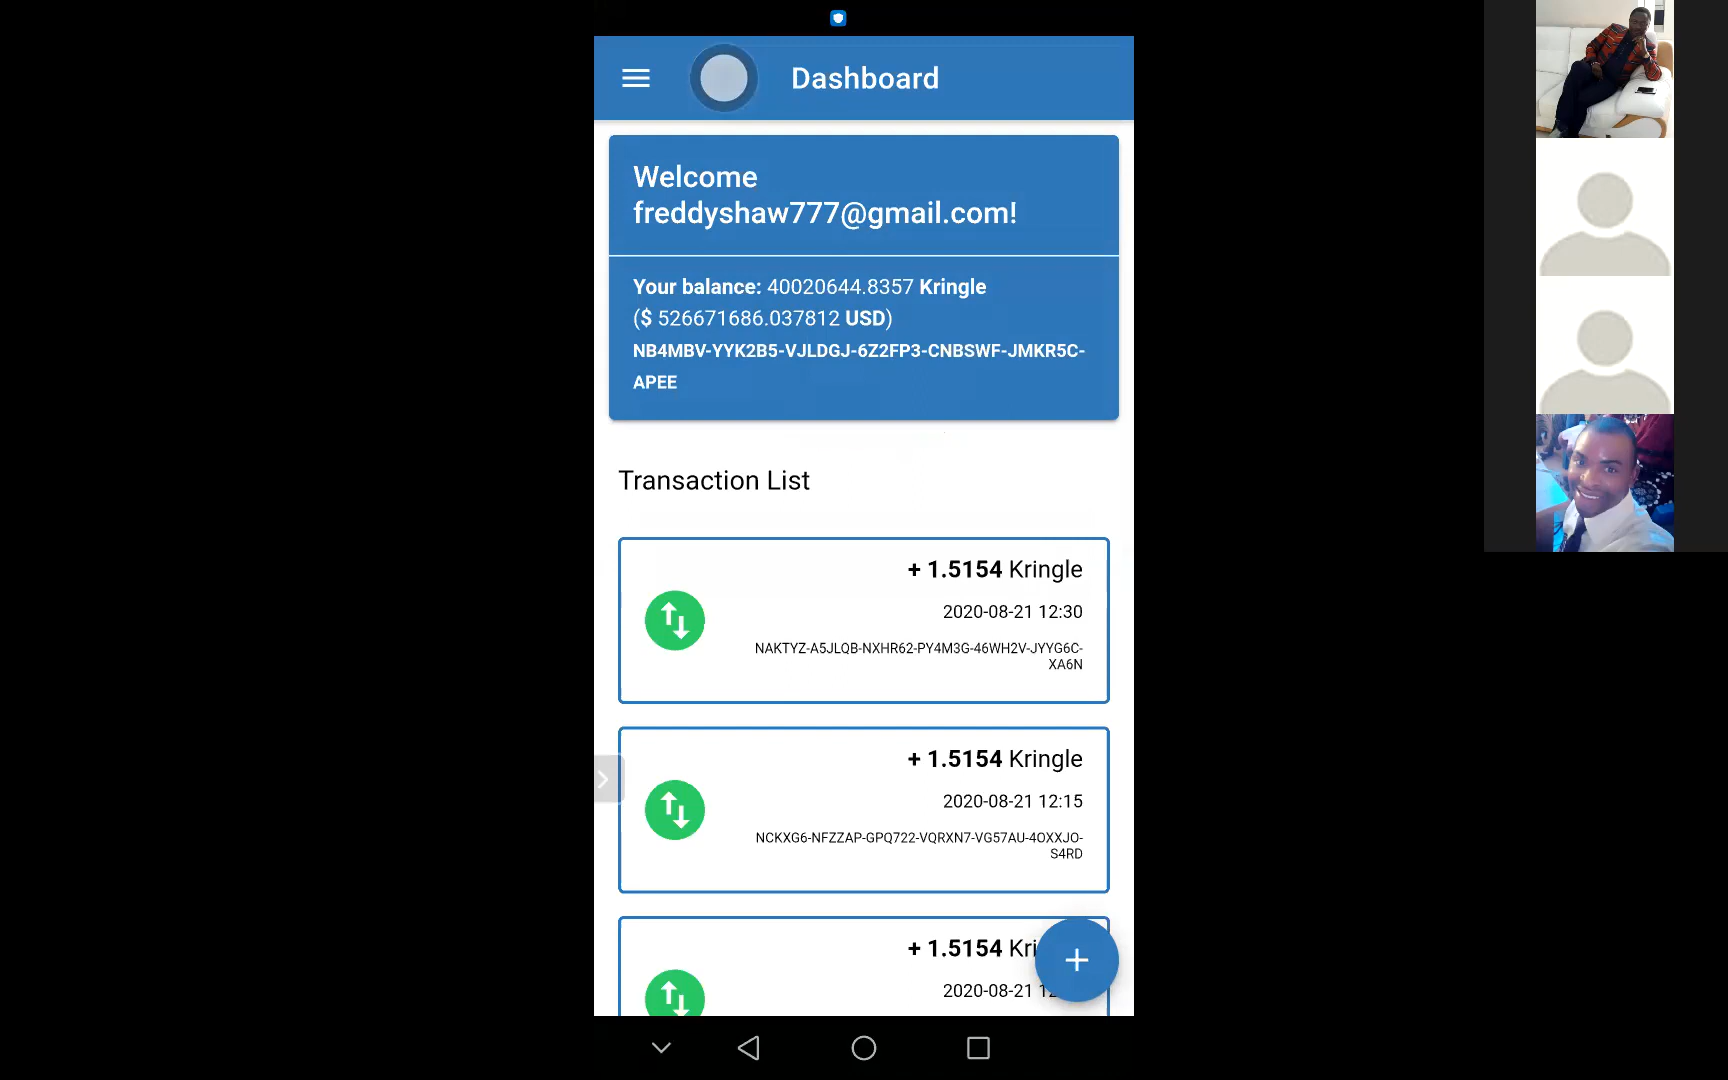 Dashboard
Welcome
freddyshaw777@gmail.com!
Your balance: 40020644.8357 Kringle
($ 526671686.037812 USD)
NB4MBV-YYK2B5-VJLDGJ-6Z2FP3-CNBSWF-JMKR5C-
APEE
Transaction List
+ 1.5154 Kringle
2020-08-21 12:30
NAKTYZ-A5JLQB-NXHR62-PY4M3G-46WH2V-JYYG6C-
XA6N
+ 1.5154 Kringle
2020-08-21 12:15
NCKXG6-NFZZAP-GPQ722-VQRXN7-VG57AU-4OXXJO-
S4RD
+ 1.5154
2020-08-21